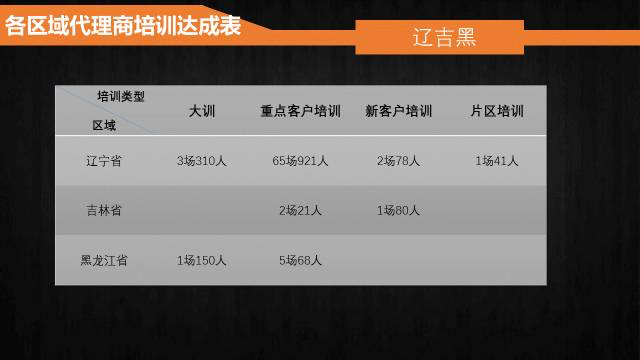 各区域代理商培训达成表
辽吉黑
培训类型
区域
大训 重点客户培训 新客户培训 片区培训
辽宁省 3场310人 65场921人 2场78人 1场41人
吉林省 2场21人 1场80人
黑龙江省 1场150人 5场68人